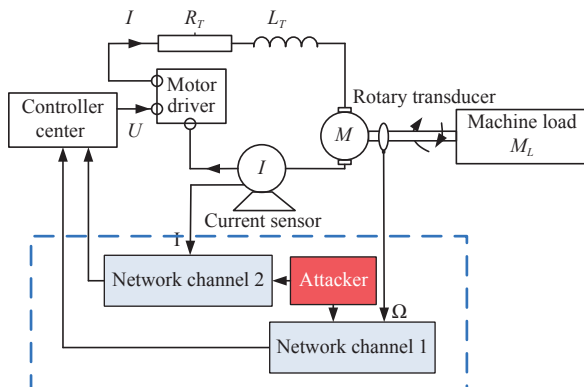 I
R_T
L_T
Motor
driver
Controller
center
U
Rotary transducer
M
Machine load
M_L
I
Current sensor
I
Network channel 2
Attacker
Ω
Network channel 1